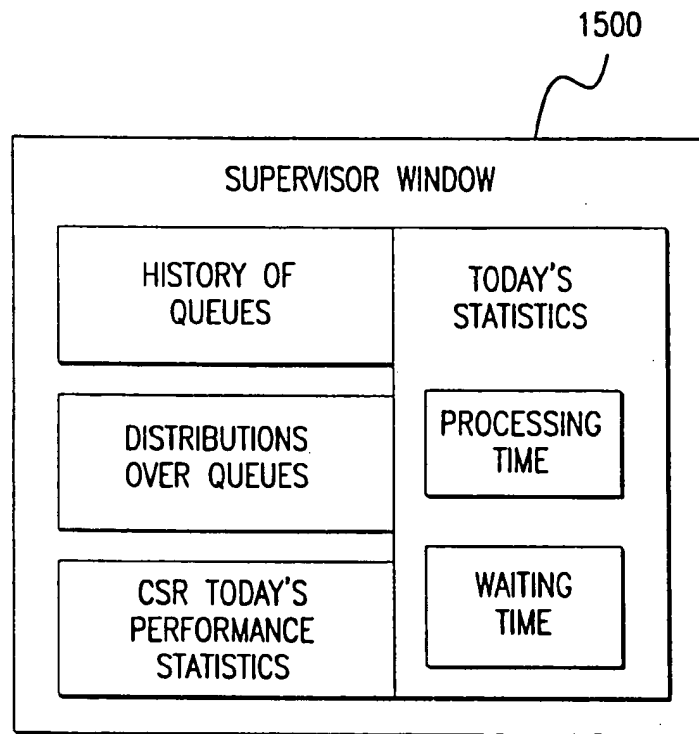 1500
SUPERVISOR WINDOW
HISTORY OF
QUEUES
DISTRIBUTIONS
OVER QUEUES
CSR TODAY'S
PERFORMANCE
STATISTICS
TODAY'S
STATISTICS
PROCESSING
TIME
WAITING
TIME